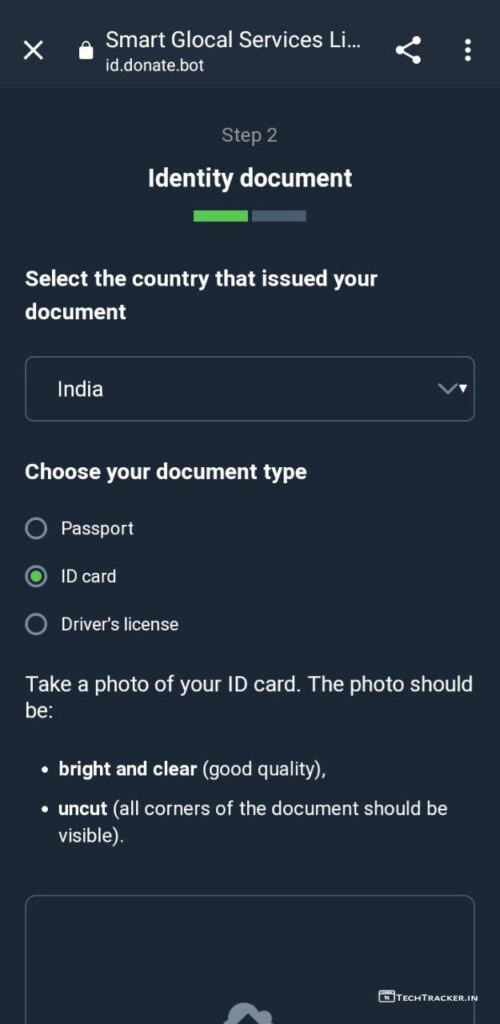 Smart Glocal Services Li...
id.donate.bot
Step 2
Identity document
Select the country that issued your
document
India
Choose your document type
Passport
ID card
Driver's license
Take a photo of your ID card. The photo should
be:
• bright and clear (good quality),
• uncut (all corners of the document should be
visible).
TECHTRACKER.IN